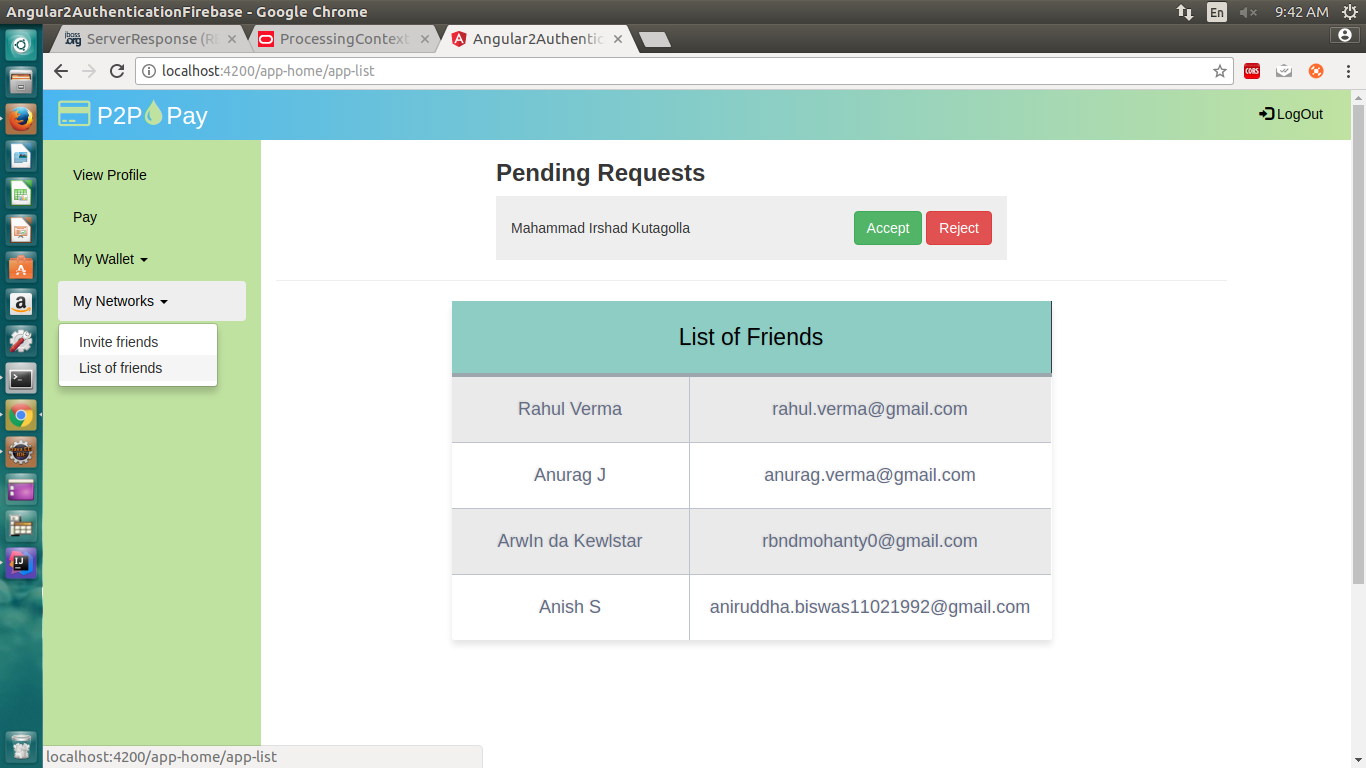 Angular2AuthenticationFirebase - Google Chrome
En
9:42 AM
ServerResponse (R
ProcessingContext
Angular2Authentic
localhost:4200/app-home/app-list
CORS
P2P Pay
LogOut
View Profile
Pay
My Wallet
My Networks
Invite friends
List of friends
Pending Requests
Mahammad Irshad Kutagolla
Accept
Reject
List of Friends
Rahul Verma
rahul.verma@gmail.com
Anurag J
anurag.verma@gmail.com
ArwIn da Kewlstar
rbndmohanty0@gmail.com
Anish S
aniruddha.biswas11021992@gmail.com
localhost:4200/app-home/app-list